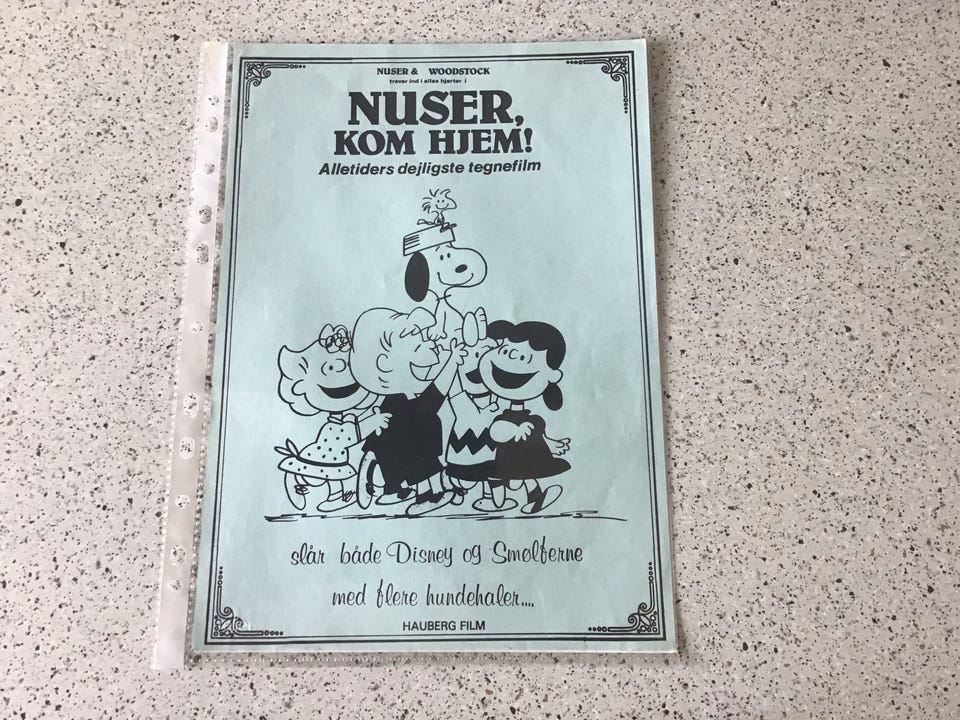 NUSER & WOODSTOCK
traver ind i alles hjerter i
NUSER,
KOM HJEM!
Alletiders dejligste tegnefilm
slår både Disney og Smølferne
med flere hundehaler....
HAUBERG FILM